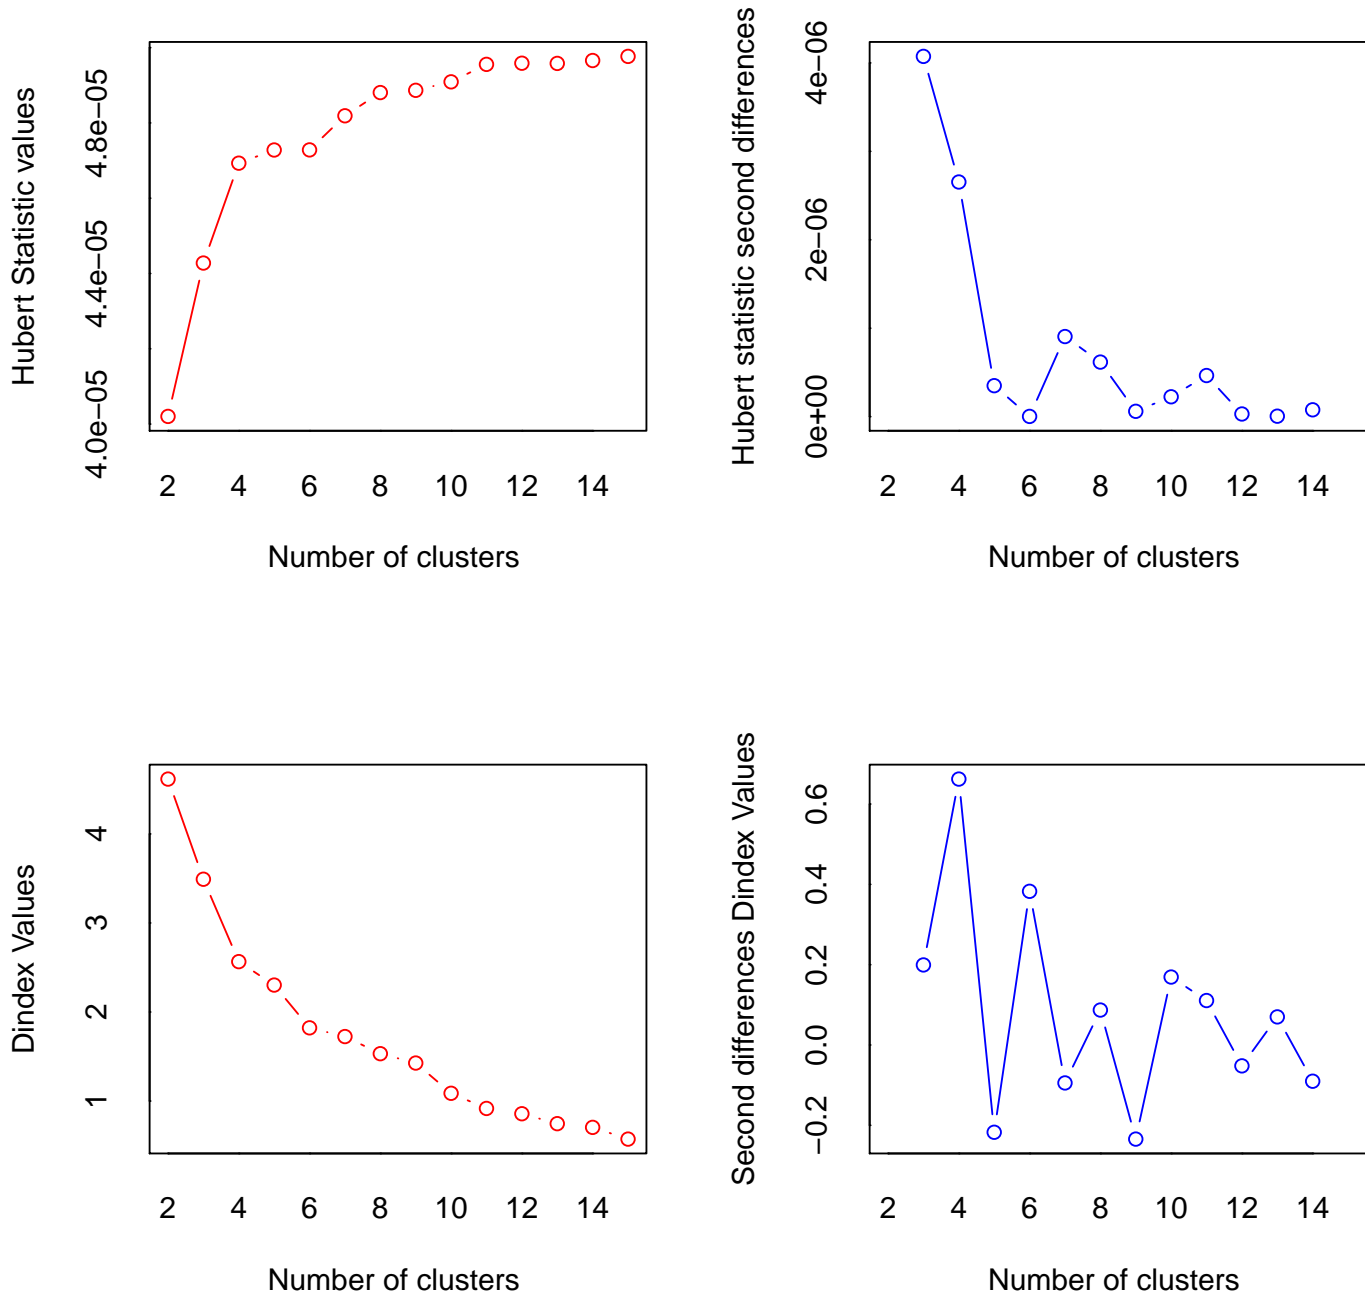 Hubert Statistic values
4.0e−05 4.4e−05 4.8e−05
2 4 6 8 10 12 14
Number of clusters
Hubert statistic second differences
0e+00 2e−06 4e−06
2 4 6 8 10 12 14
Number of clusters
Dindex Values
1 2 3 4
2 4 6 8 10 12 14
Number of clusters
Second differences Dindex Values
−0.2 0.0 0.2 0.4 0.6
2 4 6 8 10 12 14
Number of clusters